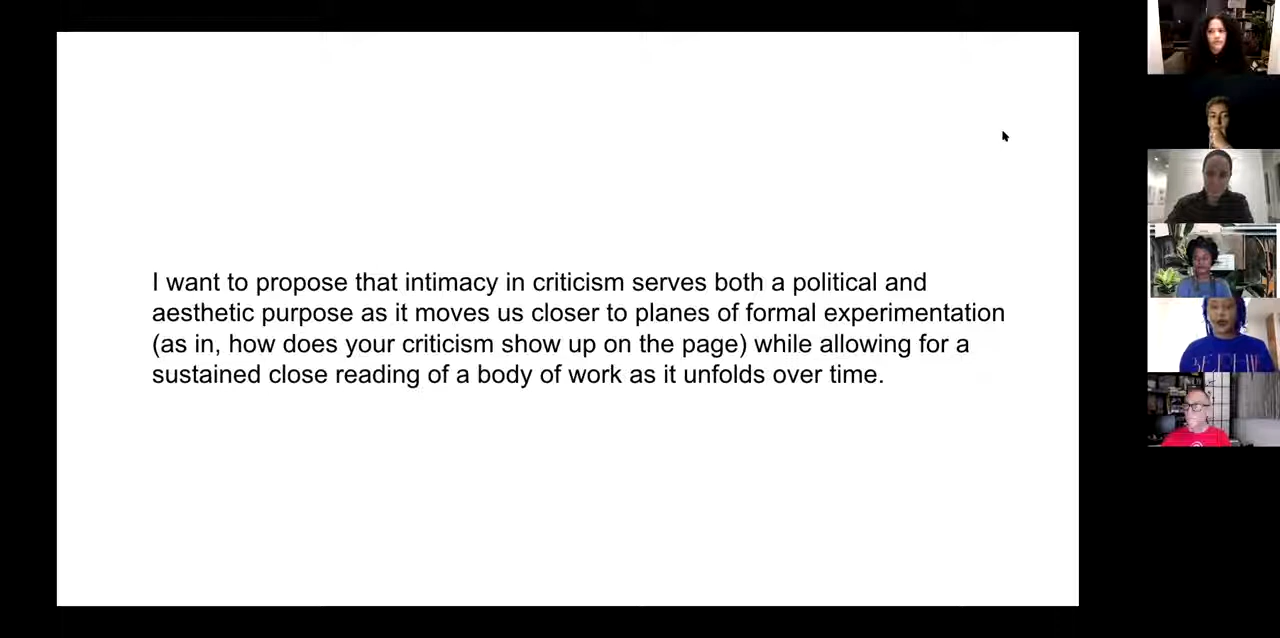 I want to propose that intimacy in criticism serves both a political and
aesthetic purpose as it moves us closer to planes of formal experimentation
(as in, how does your criticism show up on the page) while allowing for a
sustained close reading of a body of work as it unfolds over time.